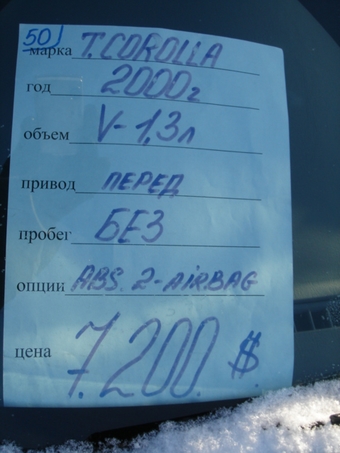 50)
марка T.COROLLA
год 2000г
объем V-1,3л
привод ПЕРЕД
пробег БЕЗ
опции ABS 2-AIRBAG
цена 7.200. $